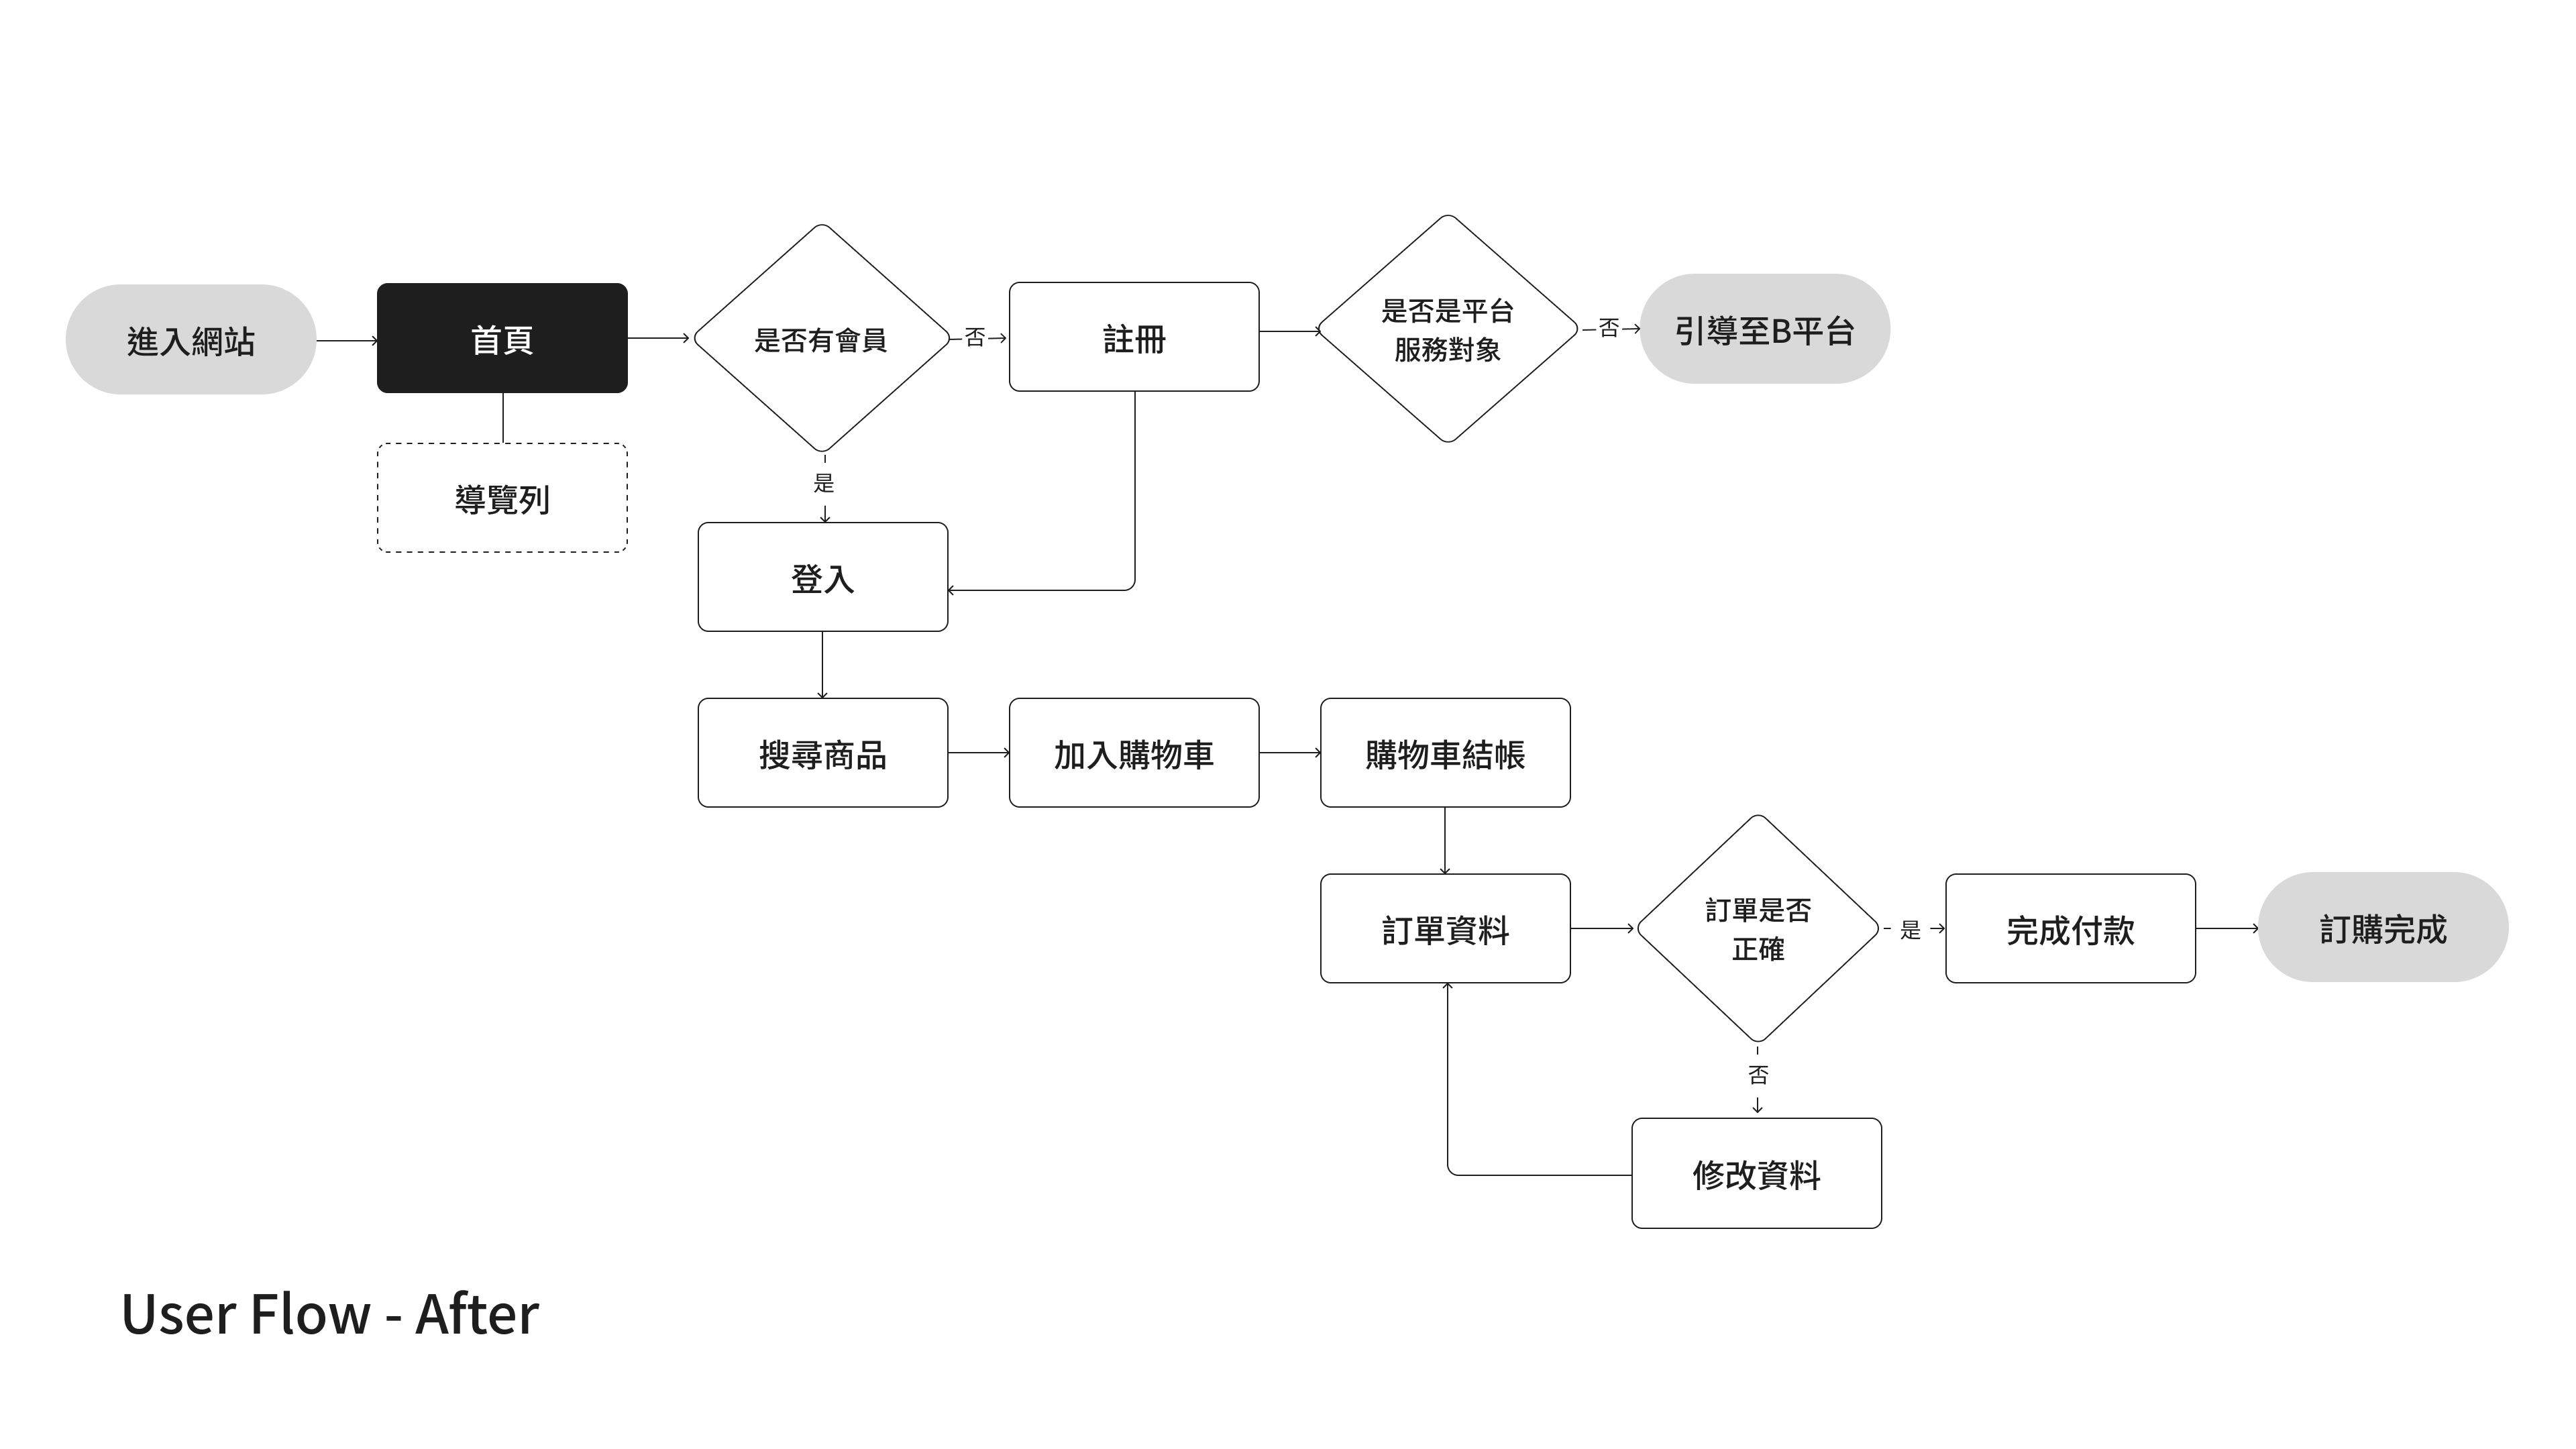 進入網站
首頁
是否有會員
否
註冊
是否是平台
服務對象
否
引導至B平台
導覽列
是
登入
搜尋商品
加入購物車
購物車結帳
訂單資料
訂單是否
正確
是
完成付款
訂購完成
否
修改資料
User Flow - After